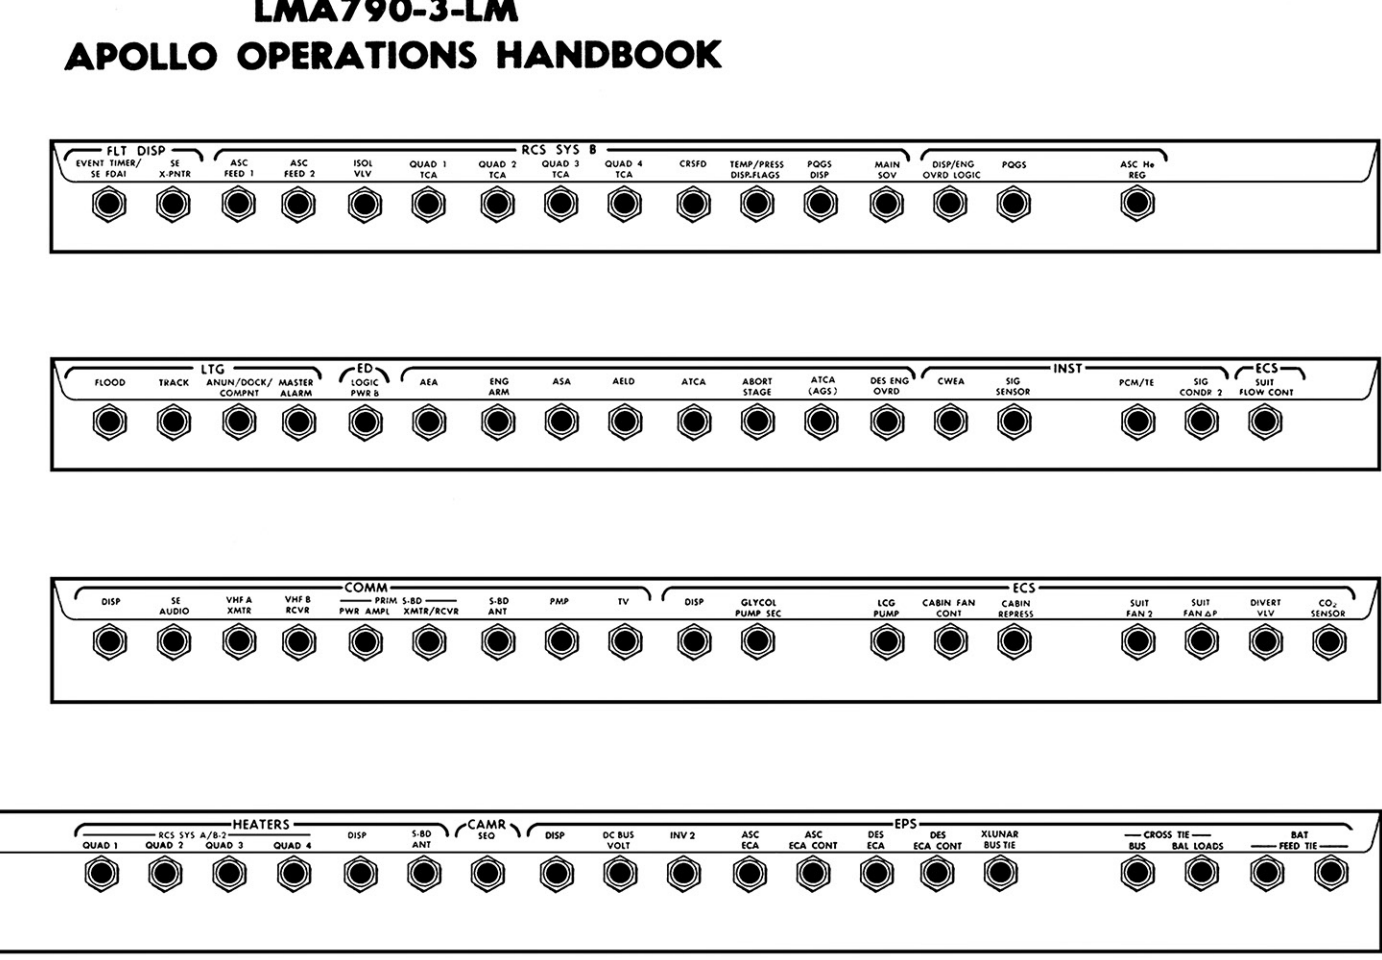 LMA790-3-LM
APOLLO OPERATIONS HANDBOOK
FLT DISP RCS SYS B
EVENT TIMER/ SE ASC ASC ISOL QUAD 1 QUAD 2 QUAD 3 QUAD 4 CRSFD TEMP/PRESS PQGS MAIN DISP/ENG PQGS ASC He
SE FDAI X-PNTR FEED 1 FEED 2 VLV TCA TCA TCA TCA DISP-FLAGS DISP SOV OVRD LOGIC REG
LTG ED INST ECS
FLOOD TRACK ANUN/DOCK/ MASTER LOGIC AEA ENG ASA AELD ATCA ABORT ATCA DES ENG CWEA SIG PCM/TE SIG SUIT
COMPNT ALARM PWR B ARM STAGE (AGS) OVRD SENSOR CONDR 2 FLOW CONT
COMM ECS
DISP SE VHF A VHF B PRIM S-BD S-BD PMP TV DISP GLYCOL LCG CABIN FAN CABIN SUIT SUIT DIVERT CO₂
AUDIO XMTR RCVR PWR AMPL XMTR/RCVR ANT PUMP SEC PUMP CONT REPRESS FAN 2 FAN ΔP VLV SENSOR
HEATERS CAMR EPS
RCS SYS A/B-2 DISP S-BD SEQ DISP DC BUS INV 2 ASC ASC DES DES XLUNAR CROSS TIE BAT
QUAD 1 QUAD 2 QUAD 3 QUAD 4 ANT VOLT ECA ECA CONT ECA ECA CONT BUS TIE BUS BAL LOADS FEED TIE